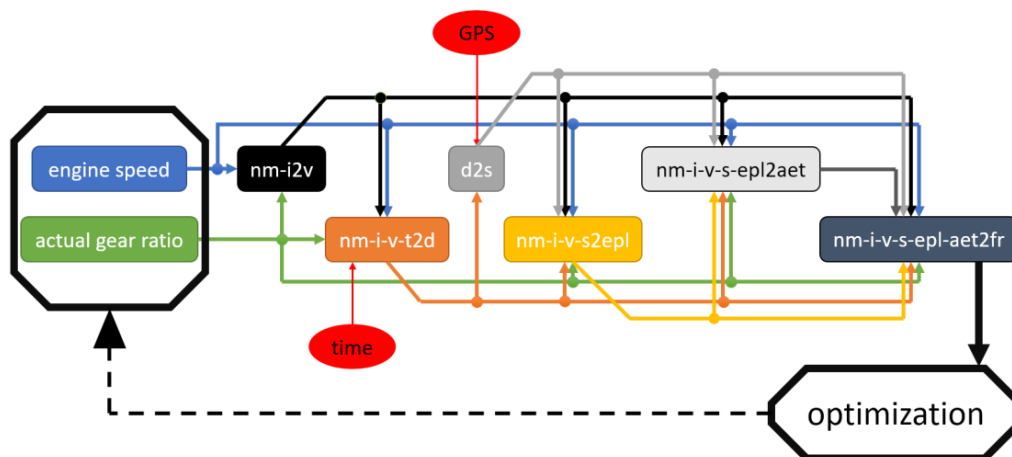 GPS
engine speed
nm-i2v
d2s
nm-i-v-s-epl2aet
actual gear ratio
nm-i-v-t2d
nm-i-v-s2epl
nm-i-v-s-epl-aet2fr
time
optimization